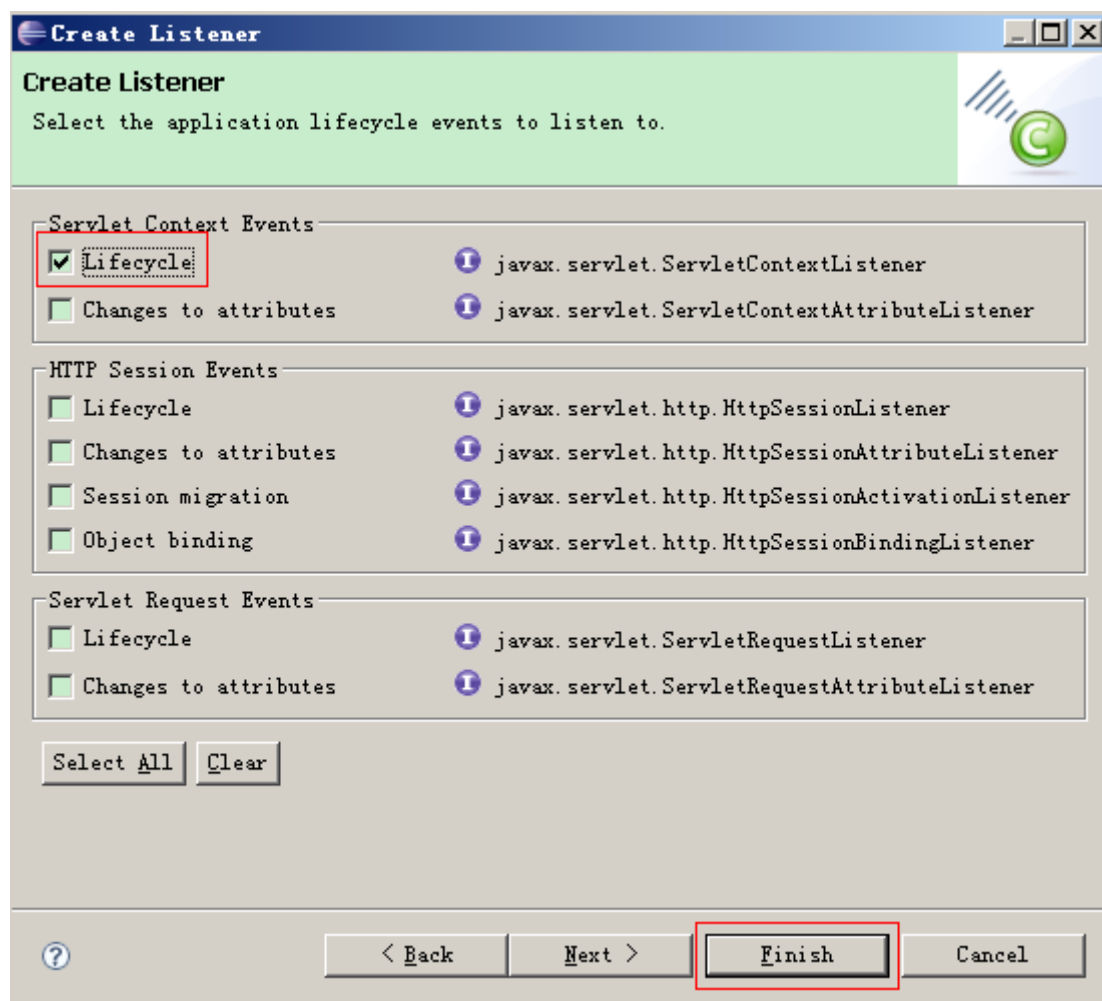 Create Listener
Create Listener
Select the application lifecycle events to listen to.
Servlet Context Events
Lifecycle javax.servlet.ServletContextListener
Changes to attributes javax.servlet.ServletContextAttributeListener
HTTP Session Events
Lifecycle javax.servlet.http.HttpSessionListener
Changes to attributes javax.servlet.http.HttpSessionAttributeListener
Session migration javax.servlet.http.HttpSessionActivationListener
Object binding javax.servlet.http.HttpSessionBindingListener
Servlet Request Events
Lifecycle javax.servlet.ServletRequestListener
Changes to attributes javax.servlet.ServletRequestAttributeListener
Select All Clear
< Back Next > Finish Cancel